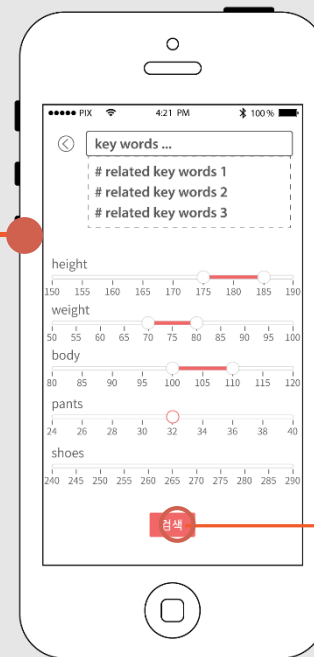 PIX 4:21 PM 100%
key words ...
# related key words 1
# related key words 2
# related key words 3
height
150 155 160 165 170 175 180 185 190
weight
50 55 60 65 70 75 80 85 90 95 100
body
80 85 90 95 100 105 110 115 120
pants
24 26 28 30 32 34 36 38 40
shoes
240 245 250 255 260 265 270 275 280 285 290
검색